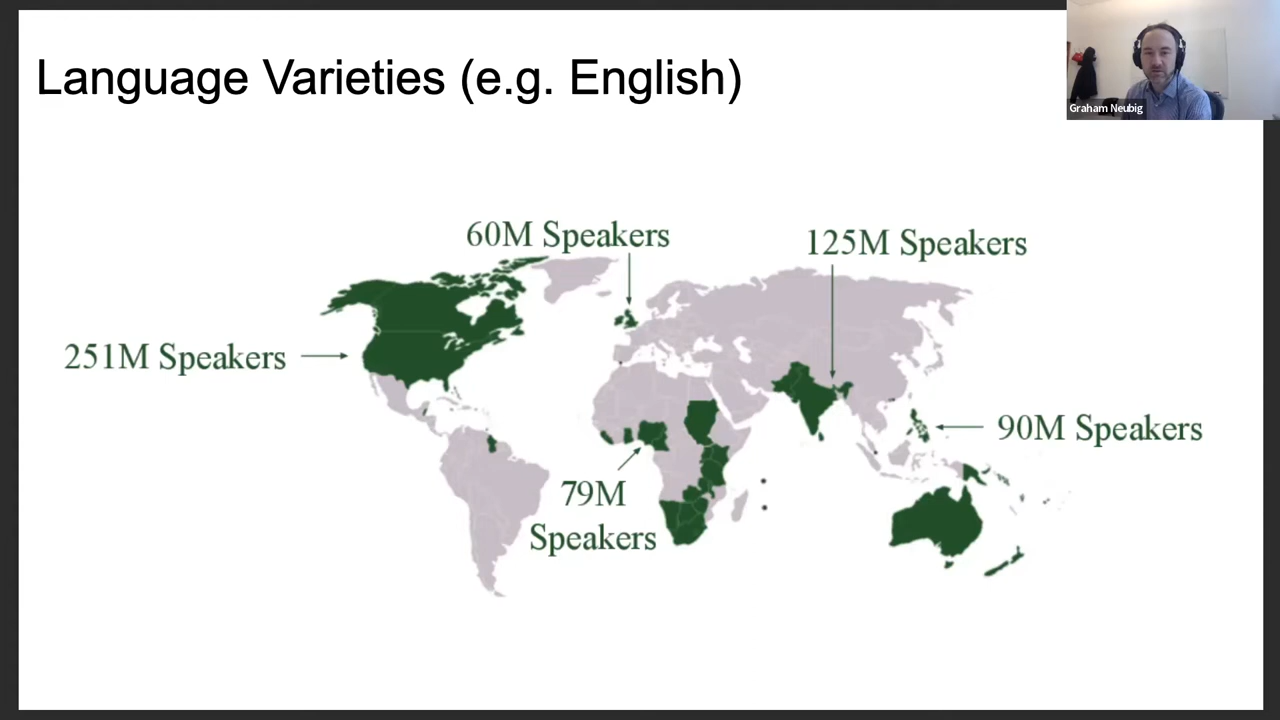 Language Varieties (e.g. English)
Graham Neubig
60M Speakers
125M Speakers
251M Speakers
90M Speakers
79M
Speakers